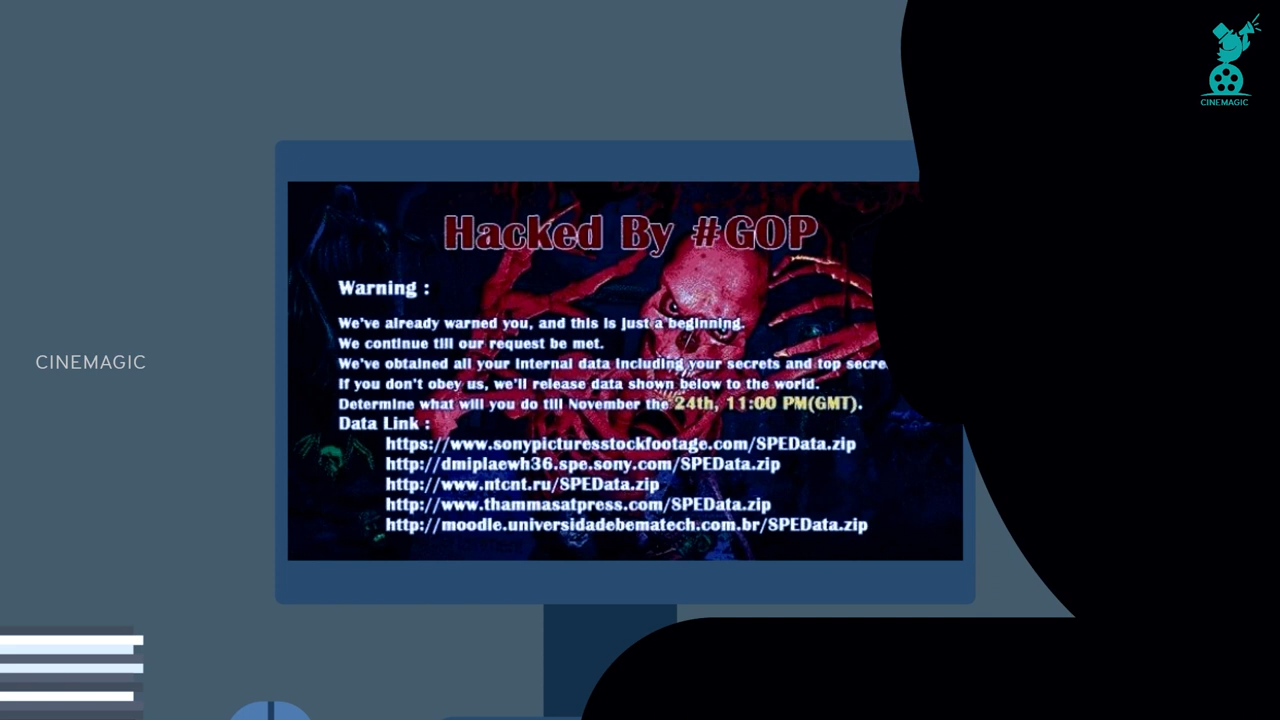 CINEMAGIC
Hacked By #GOP
Warning :
We've already warned you, and this is just a beginning.
We continue till our request be met.
We've obtained all your internal data including your secrets and top
If you don't obey us, we'll release data shown below to the world.
Determine what will you do till November the 24th, 11:00 PM(GMT).
Data Link :
https://www.sonypicturesstockfootage.com/SPEData.zip
http://dmiplaewh36.spe.sony.com/SPEData.zip
http://www.ntcnt.ru/SPEData.zip
http://www.thammasatpress.com/SPEData.zip
http://moodle.universidadebematech.com.br/SPEData.zip
CINEMAGIC